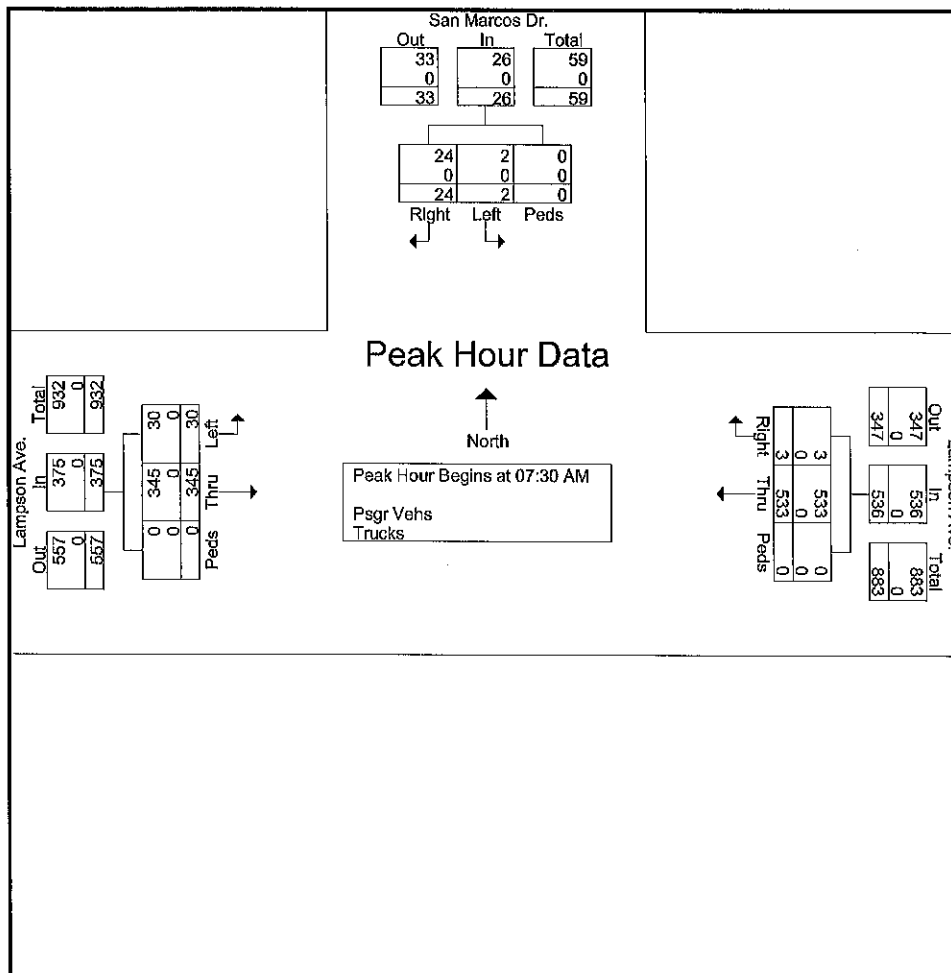 San Marcos Dr.
Out In Total
33 26 59
0 0 0
33 26 59
24 2 0
0 0 0
24 2 0
Right Left Peds
Peak Hour Data
North
Peak Hour Begins at 07:30 AM
Psgr Vehs
Trucks
Lampson Ave.
Total In Out
932 375 557
0 0 0
932 375 557
Left Thru Peds
30 345 0
0 0 0
30 345 0
Out In Total
347 536 883
0 0 0
347 536 883
3 533 0
0 0 0
3 533 0
Right Thru Peds